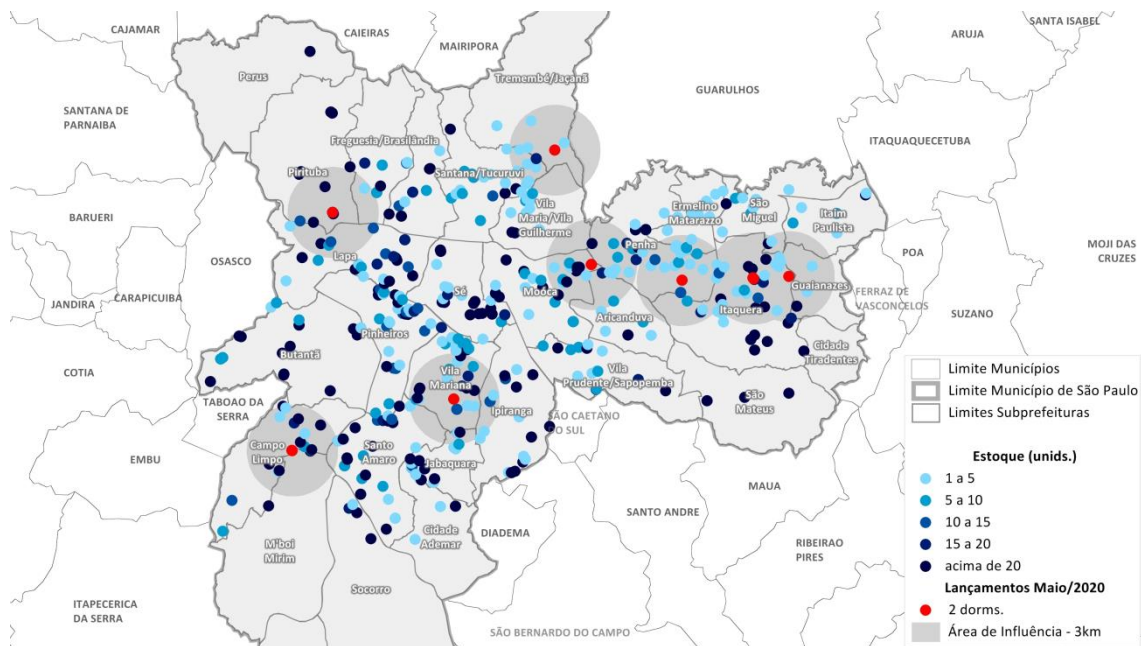 SANTA ISABEL
CAJAMAR
CAIEIRAS
MAIRIPORA
ARUJA
Perus
Tremembé/Jaçanã
GUARULHOS
SANTANA DE
PARNAIBA
Freguesia/Brasilândia
ITAQUAQUECETUBA
Pirituba
Santana/Tucuruvi
Vila
Maria/Vila
Guilherme
Ermelino
Matarazzo
São
Miguel
Itaim
Paulista
BARUERI
Penha
MOJI DAS
CRUZES
OSASCO
Lapa
POA
Sé
Moóca
Guaianazes
FERRAZ DE
VASCONCELOS
JANDIRA
CARAPICUIBA
Aricanduva
Itaquera
SUZANO
Pinheiros
Butantã
Cidade
Tiradentes
COTIA
Vila
Mariana
Vila
Prudente/Sapopemba
TABOAO DA
SERRA
Ipiranga
SÃO CAETANO
DO SUL
São
Mateus
EMBU
Campo
Limpo
Santo
Amaro
Jabaquara
MAUA
SANTO ANDRE
Cidade
Ademar
DIADEMA
M'boi
Mirim
RIBEIRAO
PIRES
Socorro
ITAPECERICA
DA SERRA
SÃO BERNARDO DO CAMPO
Limite Municípios
Limite Município de São Paulo
Limites Subprefeituras
Estoque (unids.)
1 a 5
5 a 10
10 a 15
15 a 20
acima de 20
Lançamentos Maio/2020
2 dorms.
Área de Influência - 3km